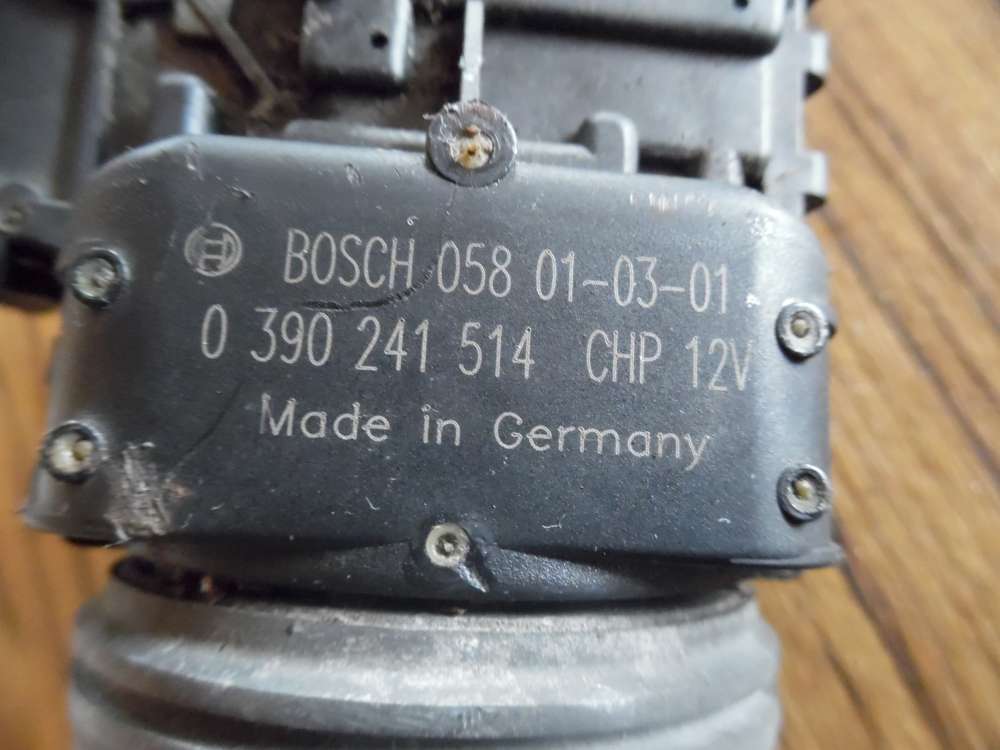 BOSCH 058 01-03-01
0 390 241 514 CHP 12V
Made in Germany